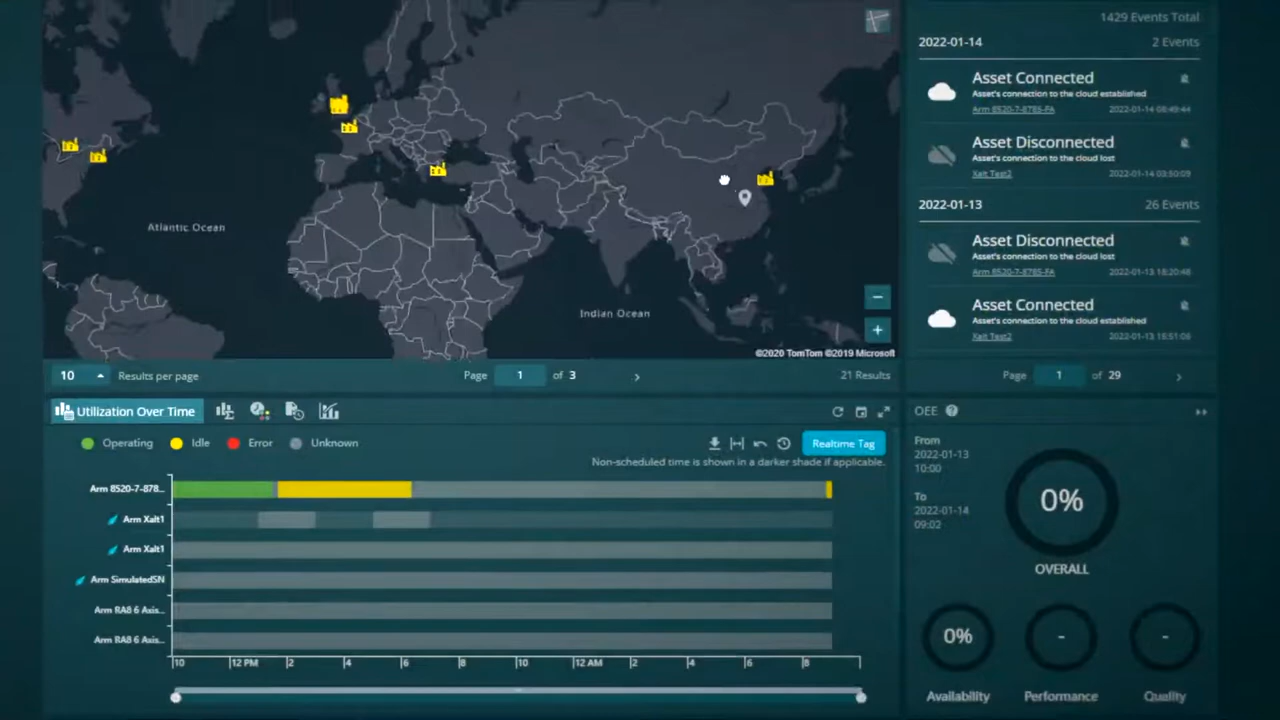 1429 Events Total
2022-01-14 2 Events
Asset Connected
Asset's connection to the cloud established
Arm 8520-7-8785-FA 2022-01-14 08:49:44
Asset Disconnected
Asset's connection to the cloud lost
Xalt Test2 2022-01-14 03:50:09
2022-01-13 26 Events
Asset Disconnected
Asset's connection to the cloud lost
Arm 8520-7-8785-FA 2022-01-13 18:20:48
Asset Connected
Asset's connection to the cloud established
Xalt Test2 2022-01-13 15:51:06
Page 1 of 29
Atlantic Ocean
Indian Ocean
©2020 TomTom ©2019 Microsoft
10 Results per page Page 1 of 3 21 Results
Utilization Over Time
Operating Idle Error Unknown
Realtime Tag
Non-scheduled time is shown in a darker shade if applicable.
Arm 8520-7-878...
Arm Xalt1
Arm Xalt1
Arm SimulatedSN
Arm RA8 6 Axis...
Arm RA8 6 Axis...
10 12 PM 2 4 6 8 10 12 AM 2 4 6 8
OEE ?
From
2022-01-13
10:00
To
2022-01-14
09:02
0%
OVERALL
0% - -
Availability Performance Quality